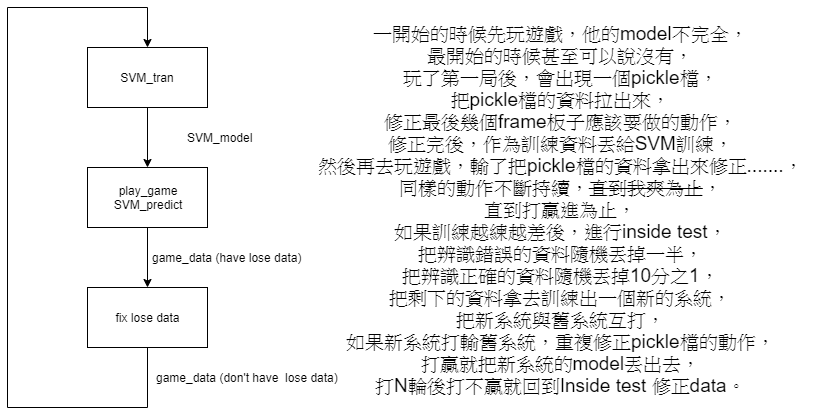 SVM_tran
SVM_model
play_game
SVM_predict
game_data (have lose data)
fix lose data
game_data (don't have lose data)
一開始的時候先玩遊戲，他的model不完全，
最開始的時候甚至可以說沒有，
玩了第一局後，會出現一個pickle檔，
把pickle檔的資料拉出來，
修正最後幾個frame板子應該要做的動作，
修正完後，作為訓練資料丟給SVM訓練，
然後再去玩遊戲，輸了把pickle檔的資料拿出來修正.......，
同樣的動作不斷持續，直到我爽為止，
直到打贏進為止，
如果訓練越練越差後，進行inside test，
把辨識錯誤的資料隨機丟掉一半，
把辨識正確的資料隨機丟掉10分之1，
把剩下的資料拿去訓練出一個新的系統，
把新系統與舊系統互打，
如果新系統打輸舊系統，重複修正pickle檔的動作，
打贏就把新系統的model丟出去，
打N輪後打不贏就回到Inside test 修正data。